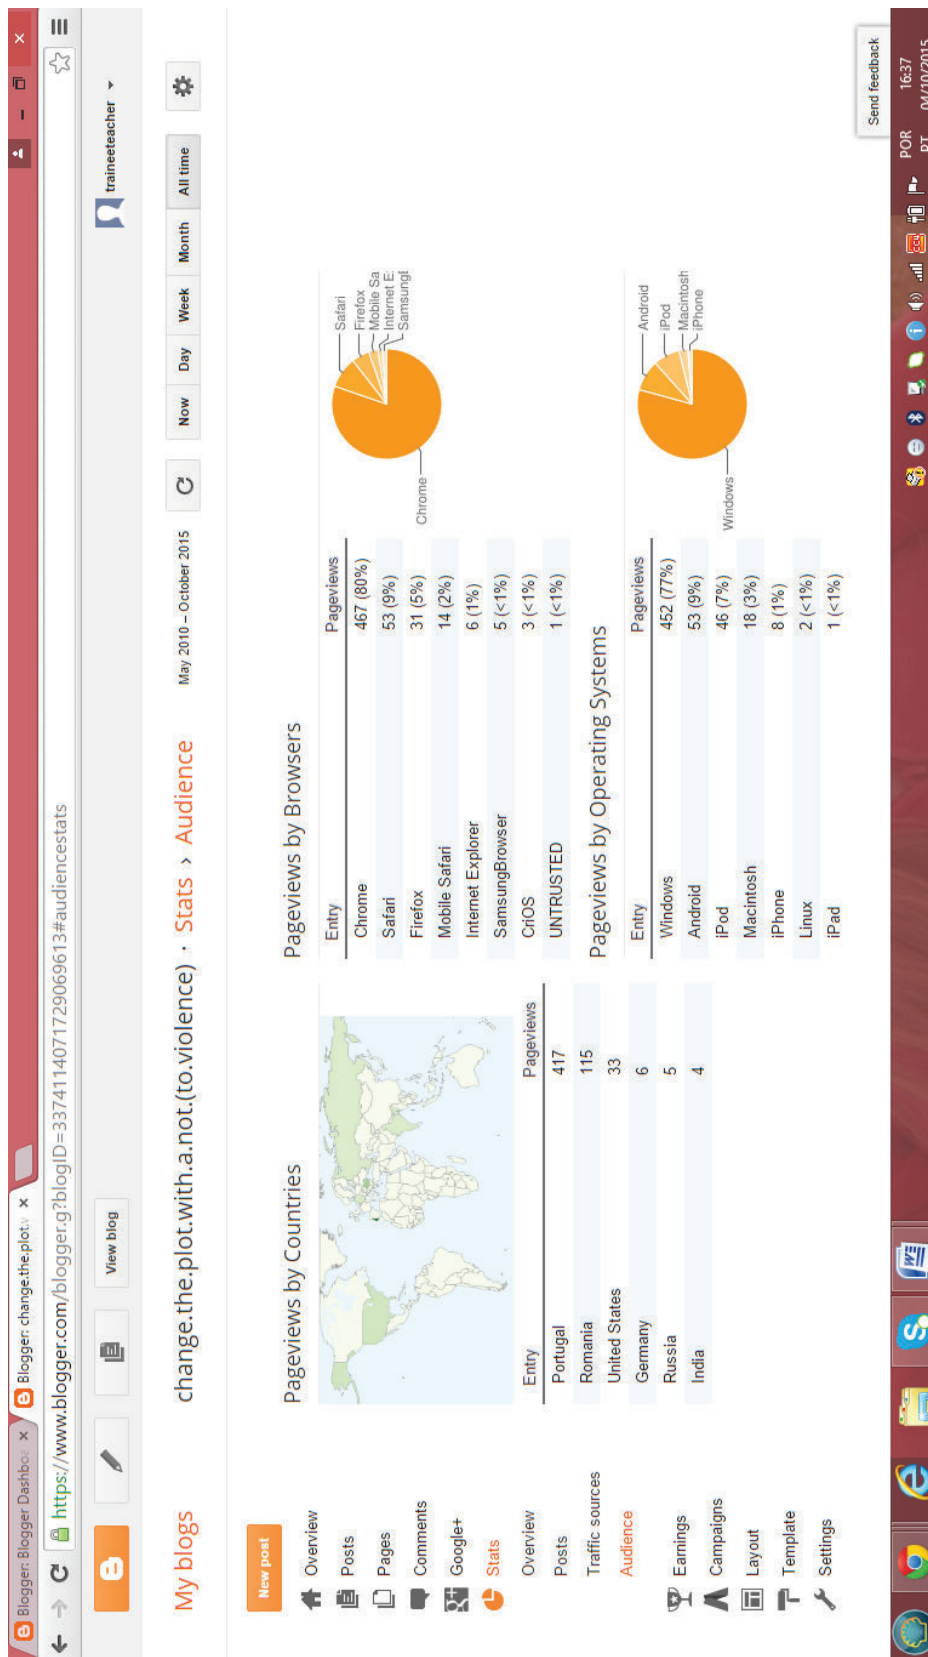 Blogger: Blogger Dashboa ×
Blogger: change.the.plot.v ×
https://www.blogger.com/blogger.g?blogID=3374114071729069613#audiencestats
View blog
traineeteacher
My blogs
change.the.plot.with.a.not.(to.violence) · Stats › Audience
May 2010 – October 2015
Now Day Week Month All time
New post
Overview
Posts
Pages
Comments
Google+
Stats
Overview
Posts
Traffic sources
Audience
Earnings
Campaigns
Layout
Template
Settings
Pageviews by Countries
Entry Pageviews
Portugal 417
Romania 115
United States 33
Germany 6
Russia 5
India 4
Pageviews by Browsers
Entry Pageviews
Chrome 467 (80%)
Safari 53 (9%)
Firefox 31 (5%)
Mobile Safari 14 (2%)
Internet Explorer 6 (1%)
SamsungBrowser 5 (<1%)
CriOS 3 (<1%)
UNTRUSTED 1 (<1%)
Chrome
Safari
Firefox
Mobile Sa
Internet E
Samsung
Pageviews by Operating Systems
Entry Pageviews
Windows 452 (77%)
Android 53 (9%)
iPod 46 (7%)
Macintosh 18 (3%)
iPhone 8 (1%)
Linux 2 (<1%)
iPad 1 (<1%)
Windows
Android
iPod
Macintosh
iPhone
Send feedback
POR
PT
16:37
04/10/2015